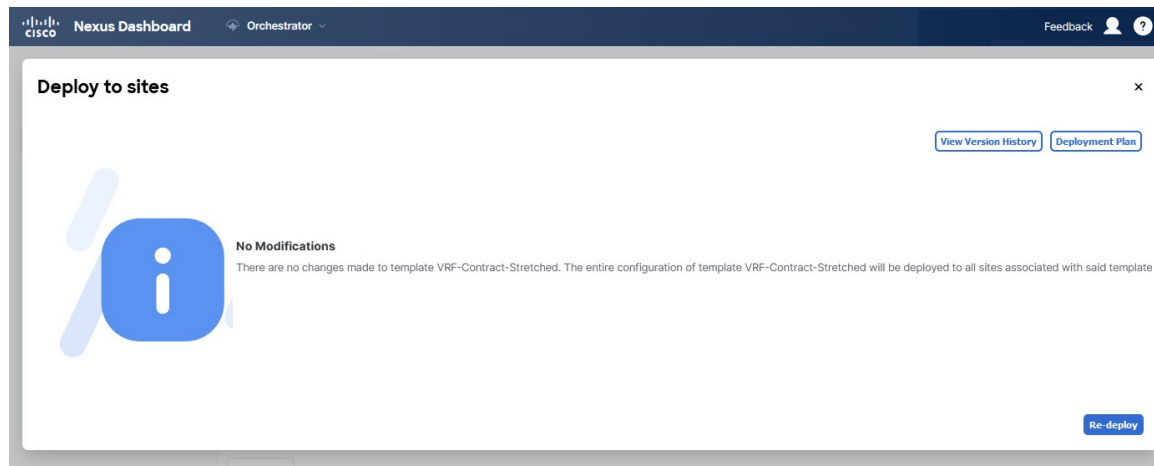 CISCO Nexus Dashboard Orchestrator Feedback ?
Deploy to sites ×
View Version History Deployment Plan
No Modifications
There are no changes made to template VRF-Contract-Stretched. The entire configuration of template VRF-Contract-Stretched will be deployed to all sites associated with said template
Re-deploy